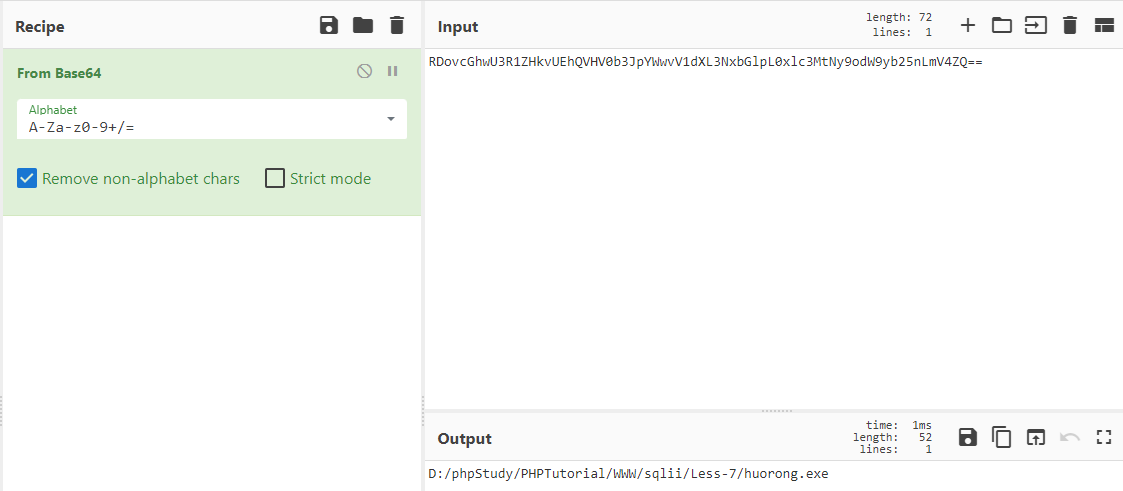 Recipe
From Base64
Alphabet
A-Za-z0-9+/=
Remove non-alphabet chars
Strict mode
Input
length: 72
lines: 1
RDovcGhwU3R1ZHkvUEhQVHV0b3JpYWwvV1dXL3NxbGlpL0xlc3MtNy9odW9yb25nLmV4ZQ==
Output
time: 1ms
length: 52
lines: 1
D:/phpStudy/PHPTutorial/WWW/sqlii/Less-7/huorong.exe